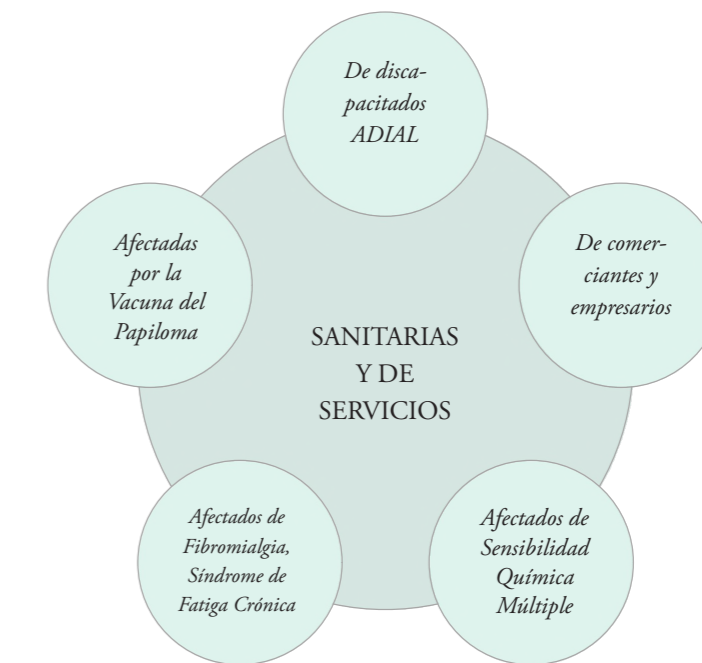 De disca-
pacitados
ADIAL
Afectadas
por la
Vacuna del
Papiloma
De comer-
ciantes y
empresarios
SANITARIAS
Y DE
SERVICIOS
Afectados de
Fibromialgia,
Síndrome de
Fatiga Crónica
Afectados de
Sensibilidad
Química
Múltiple